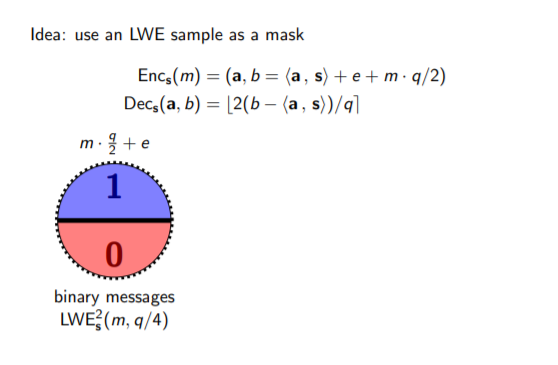 Idea: use an LWE sample as a mask
Encₛ(m) = (a, b = ⟨a , s⟩ + e + m · q/2)
Decₛ(a, b) = ⌊2(b – ⟨a , s⟩)/q⌉
m · q/2 + e
1
0
binary messages
LWE²ₛ(m, q/4)